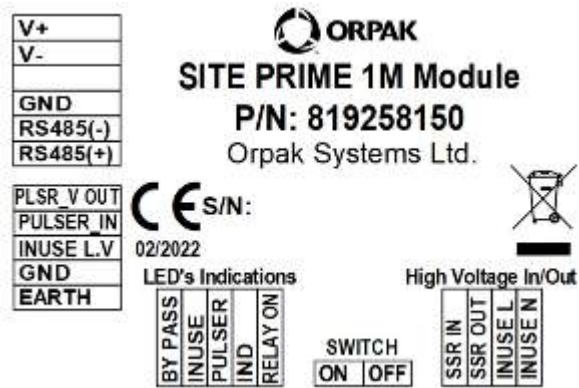 V+
V-
GND
RS485(-)
RS485(+)
ORPAK
SITE PRIME 1M Module
P/N: 819258150
Orpak Systems Ltd.
PLSR_V OUT
PULSER_IN
INUSE L.V
GND
EARTH
CE
S/N:
02/2022
LED's Indications
BY PASS
INUSE
PULSER
IND
RELAY ON
SWITCH
ON OFF
High Voltage In/Out
SSR IN
SSR OUT
INUSE L
INUSE N